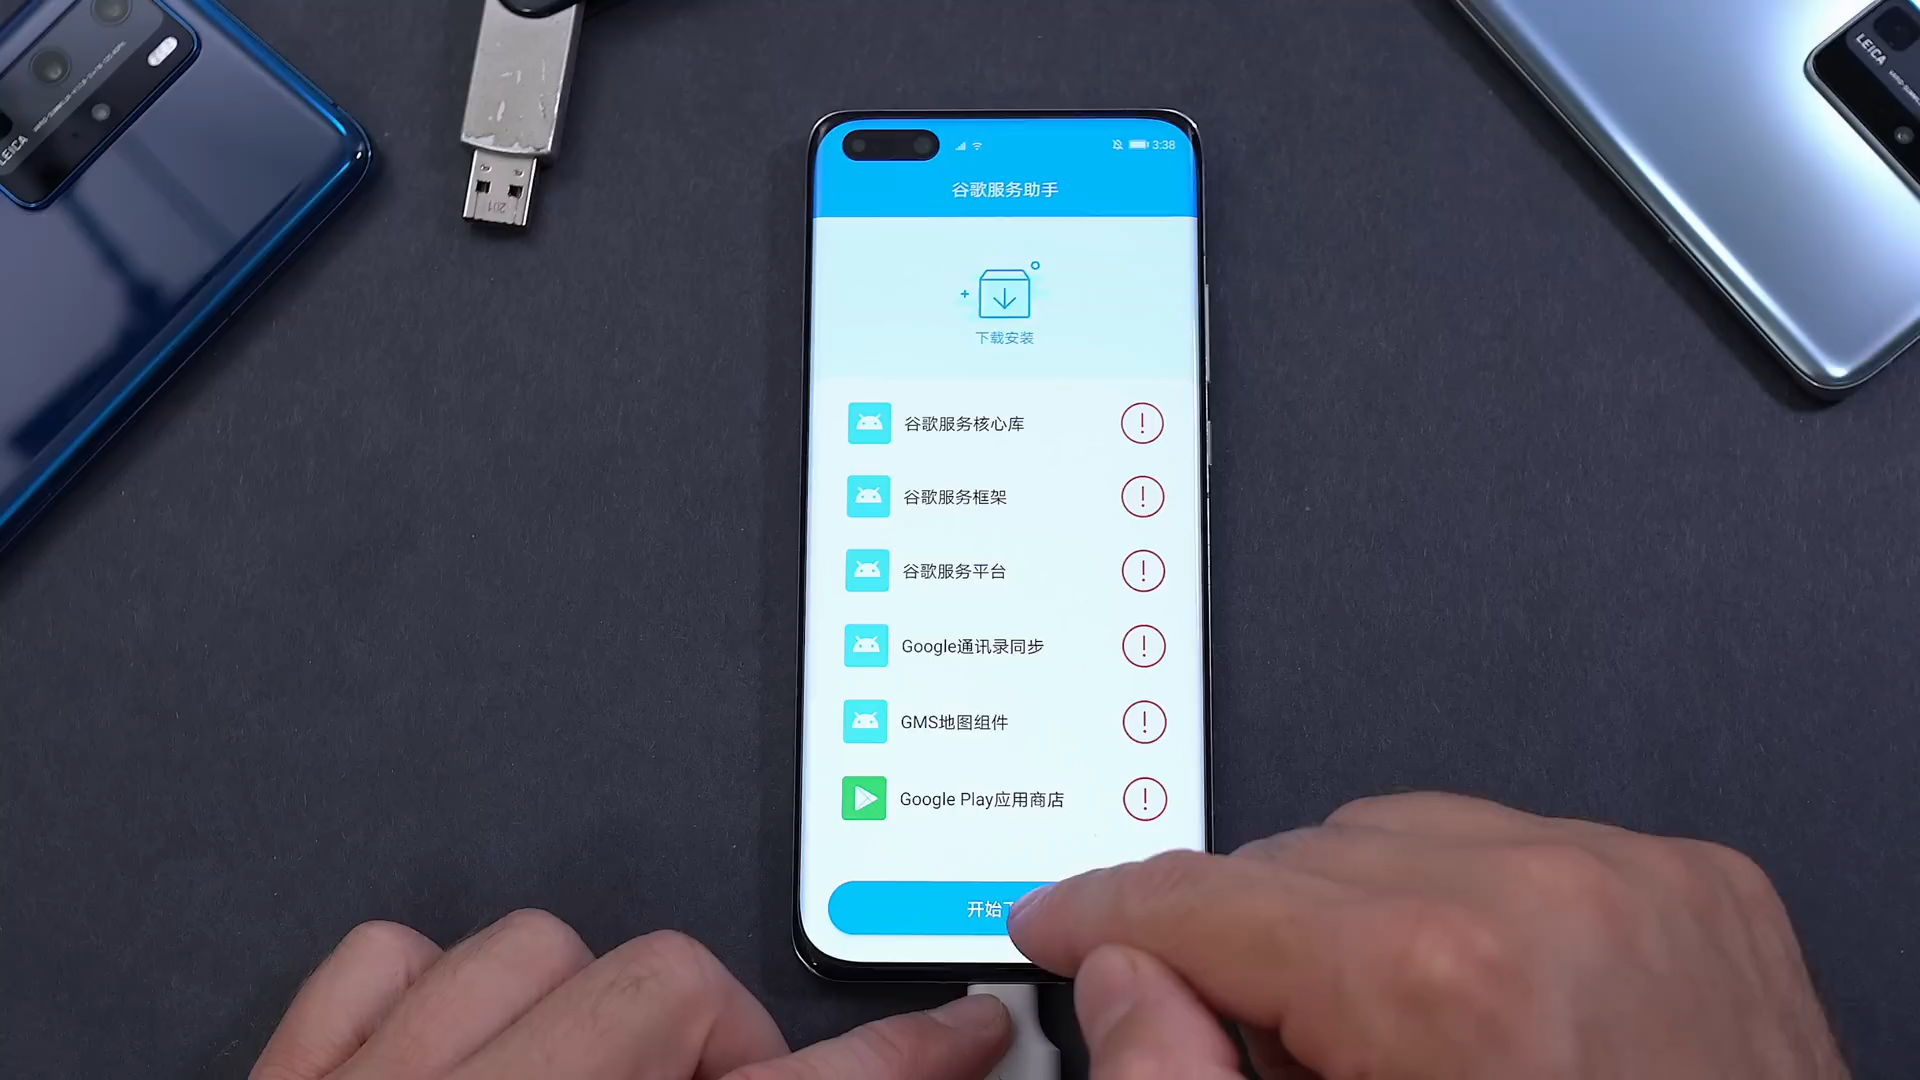 LEICA
LEICA
201
3:38
谷歌服务助手
下载安装
谷歌服务核心库
谷歌服务框架
谷歌服务平台
Google通讯录同步
GMS地图组件
Google Play应用商店
开始